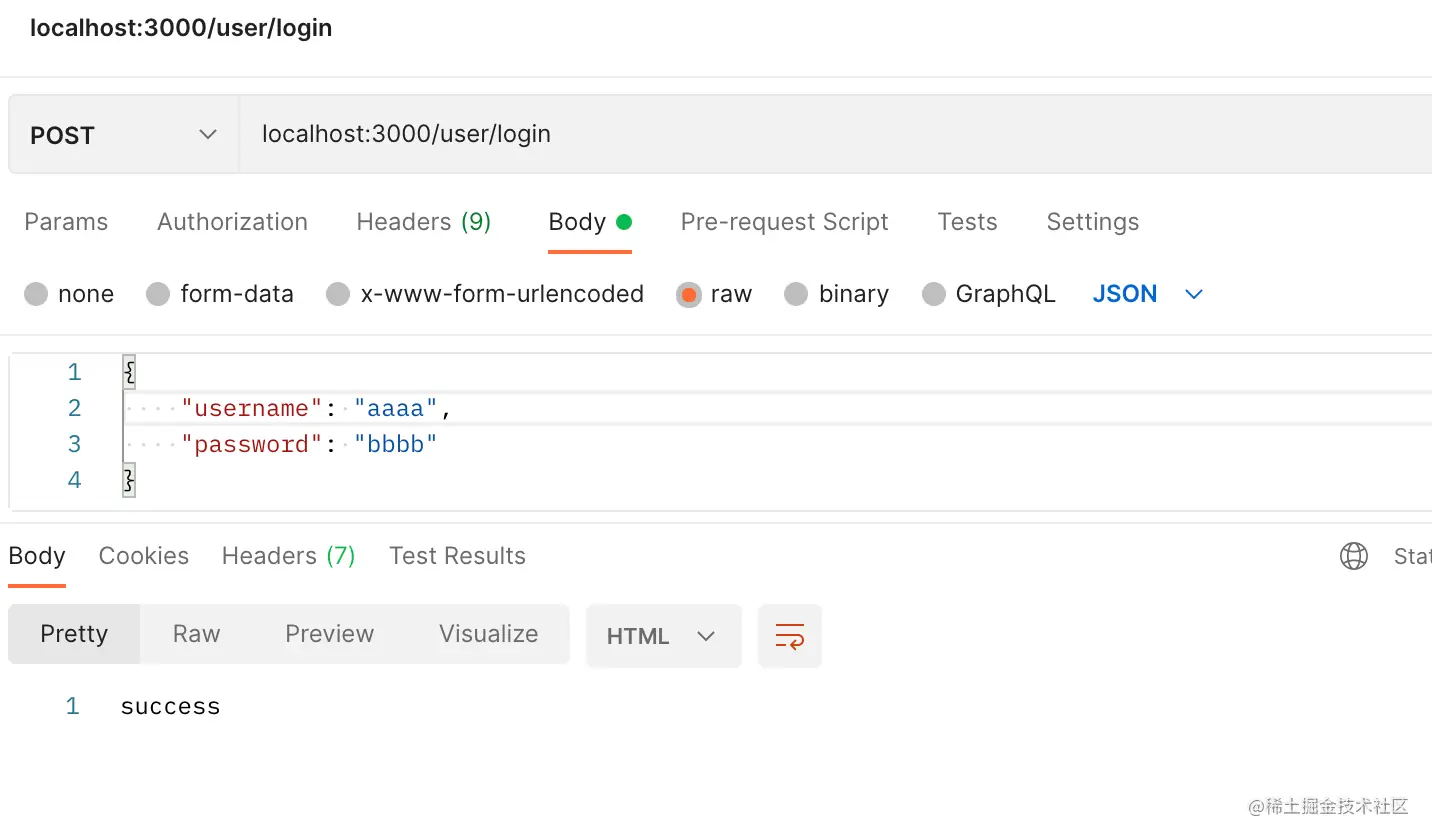 localhost:3000/user/login
POST localhost:3000/user/login
Params Authorization Headers (9) Body Pre-request Script Tests Settings
none form-data x-www-form-urlencoded raw binary GraphQL JSON
1 {
2 "username": "aaaa",
3 "password": "bbbb"
4 }
Body Cookies Headers (7) Test Results Stat
Pretty Raw Preview Visualize HTML
1 success
@稀土掘金技术社区